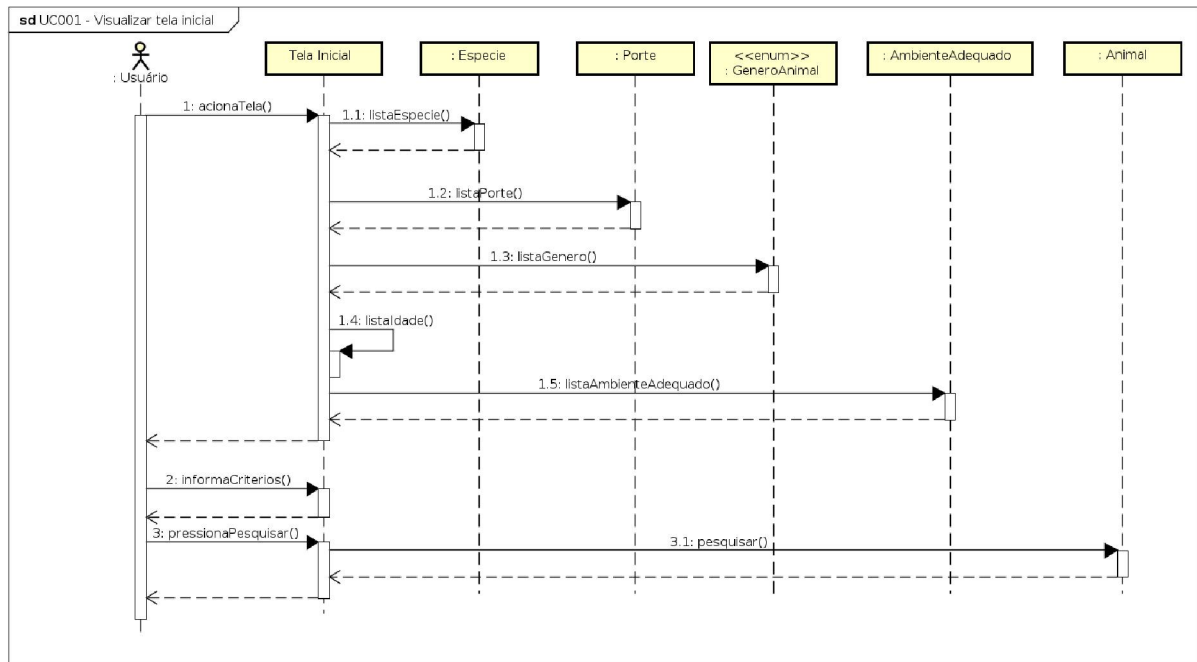 sd UC001 - Visualizar tela inicial
: Usuário
Tela Inicial
: Especie
: Porte
<<enum>>
: GeneroAnimal
: AmbienteAdequado
: Animal
1: acionaTela()
1.1: listaEspecie()
1.2: listaPorte()
1.3: listaGenero()
1.4: listaIdade()
1.5: listaAmbienteAdequado()
2: informaCriterios()
3: pressionaPesquisar()
3.1: pesquisar()